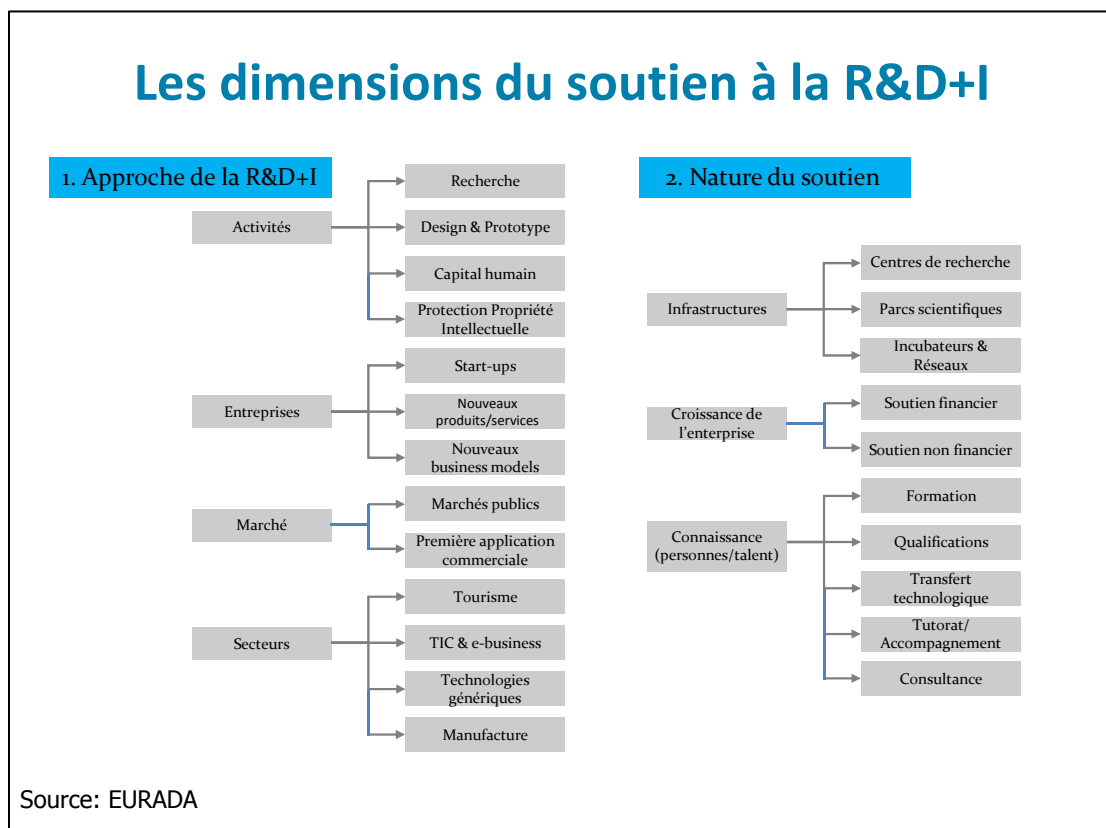 Les dimensions du soutien à la R&D+I
1. Approche de la R&D+I
Activités
Recherche
Design & Prototype
Capital humain
Protection Propriété
Intellectuelle
Entreprises
Start-ups
Nouveaux
produits/services
Nouveaux
business models
Marché
Marchés publics
Première application
commerciale
Secteurs
Tourisme
TIC & e-business
Technologies
génériques
Manufacture
2. Nature du soutien
Infrastructures
Centres de recherche
Parcs scientifiques
Incubateurs &
Réseaux
Croissance de
l'enterprise
Soutien financier
Soutien non financier
Connaissance
(personnes/talent)
Formation
Qualifications
Transfert
technologique
Tutorat/
Accompagnement
Consultance
Source: EURADA